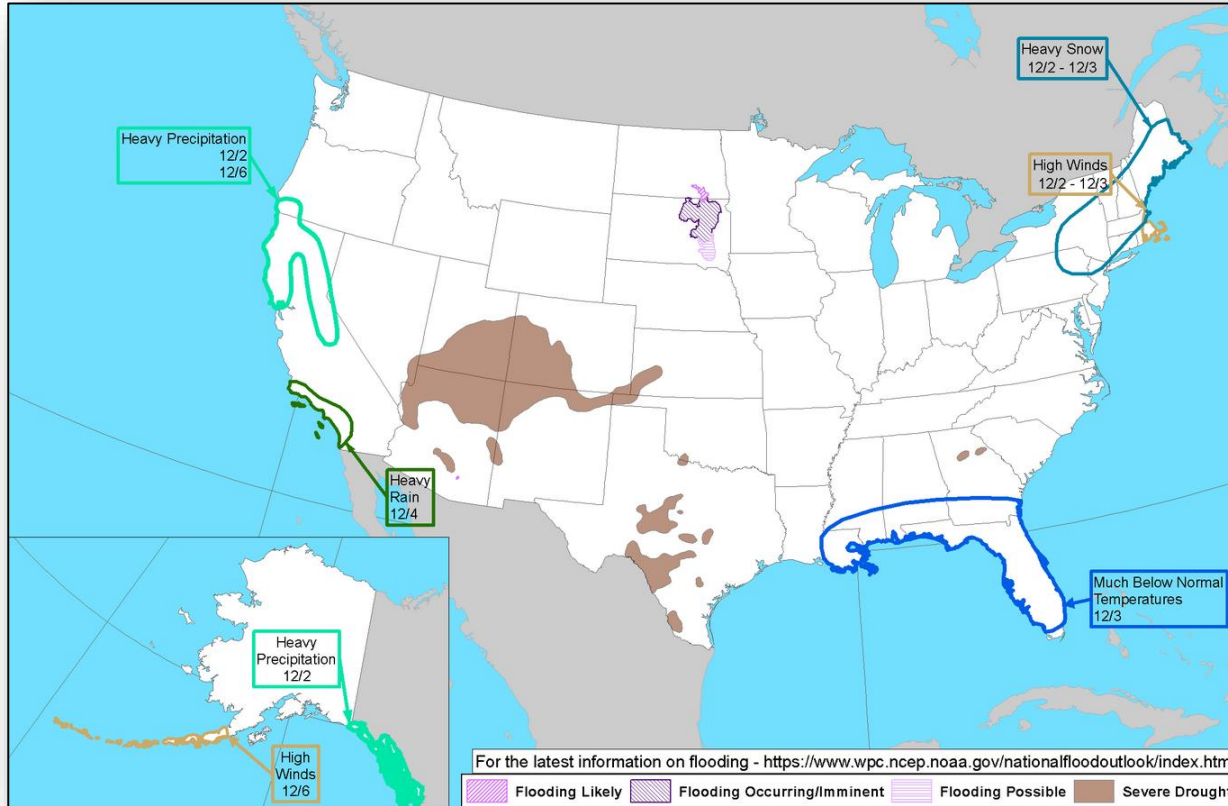 Heavy Snow
12/2 - 12/3
Heavy Precipitation
12/2
12/6
High Winds
12/2 - 12/3
Heavy
Rain
12/4
Much Below Normal
Temperatures
12/3
Heavy
Precipitation
12/2
High
Winds
12/6
For the latest information on flooding - https://www.wpc.ncep.noaa.gov/nationalfloodoutlook/index.htm
Flooding Likely
Flooding Occurring/Imminent
Flooding Possible
Severe Drought